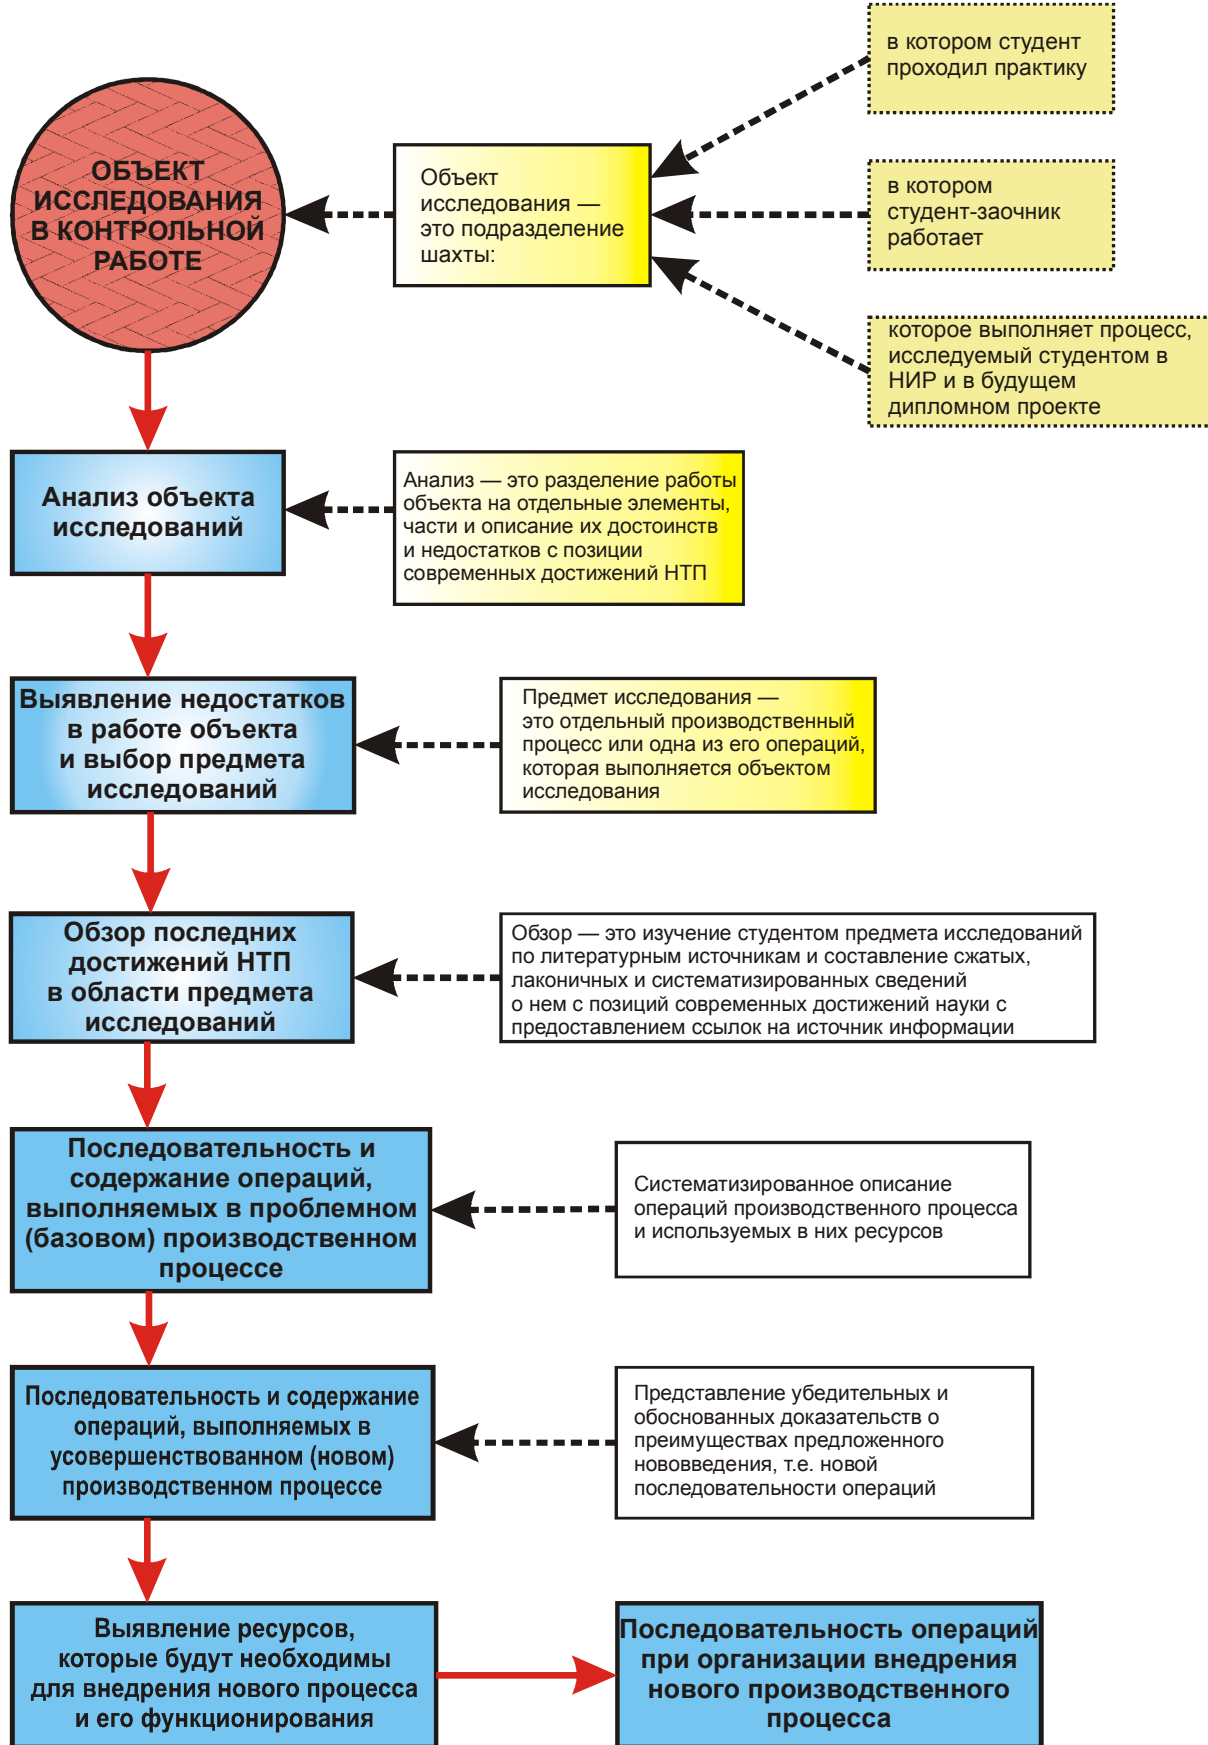 в котором студент
проходил практику
ОБЪЕКТ
ИССЛЕДОВАНИЯ
В КОНТРОЛЬНОЙ
РАБОТЕ
Объект
исследования —
это подразделение
шахты:
в котором
студент-заочник
работает
которое выполняет процесс,
исследуемый студентом в
НИР и в будущем
дипломном проекте
Анализ объекта
исследований
Анализ — это разделение работы
объекта на отдельные элементы,
части и описание их достоинств
и недостатков с позиции
современных достижений НТП
Выявление недостатков
в работе объекта
и выбор предмета
исследований
Предмет исследования —
это отдельный производственный
процесс или одна из его операций,
которая выполняется объектом
исследования
Обзор последних
достижений НТП
в области предмета
исследований
Обзор — это изучение студентом предмета исследований
по литературным источникам и составление сжатых,
лаконичных и систематизированных сведений
о нем с позиций современных достижений науки с
предоставлением ссылок на источник информации
Последовательность и
содержание операций,
выполняемых в проблемном
(базовом) производственном
процессе
Систематизированное описание
операций производственного процесса
и используемых в них ресурсов
Последовательность и содержание
операций, выполняемых в
усовершенствованном (новом)
производственном процессе
Представление убедительных и
обоснованных доказательств о
преимуществах предложенного
нововведения, т.е. новой
последовательности операций
Выявление ресурсов,
которые будут необходимы
для внедрения нового процесса
и его функционирования
Последовательность операций
при организации внедрения
нового производственного
процесса